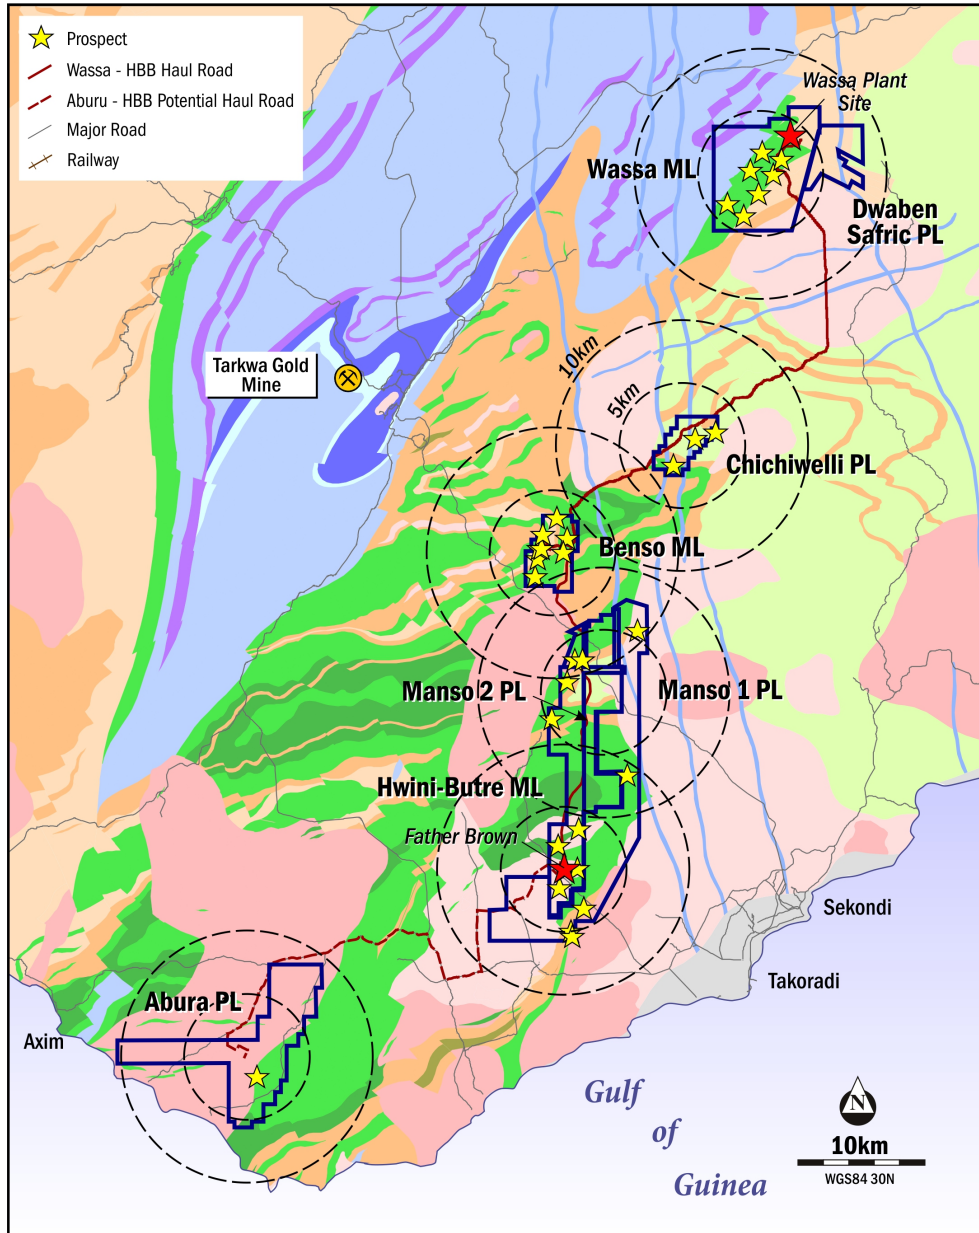 Prospect
Wassa - HBB Haul Road
Aburu - HBB Potential Haul Road
Major Road
Railway
Wassa Plant
Site
Wassa ML
Dwaben
Safric PL
Tarkwa Gold
Mine
10km
5km
Chichiwelli PL
Benso ML
Manso 2 PL
Manso 1 PL
Hwini-Butre ML
Father Brown
Sekondi
Takoradi
Abura PL
Axim
Gulf
of
Guinea
N
10km
WGS84 30N